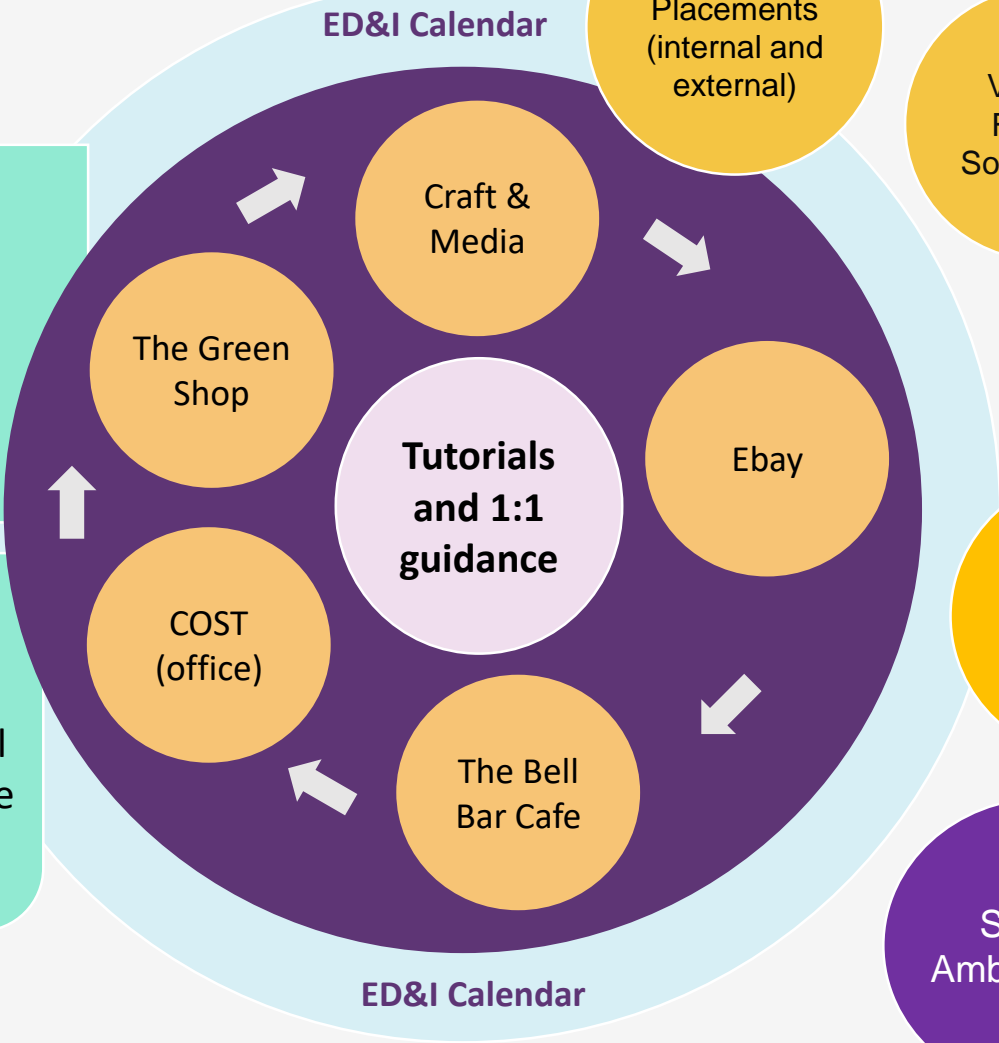 ED&I Calendar
Placements
(internal and
external)
Craft &
Media
The Green
Shop
Ebay
Tutorials
and 1:1
guidance
COST
(office)
The Bell
Bar Cafe
ED&I Calendar